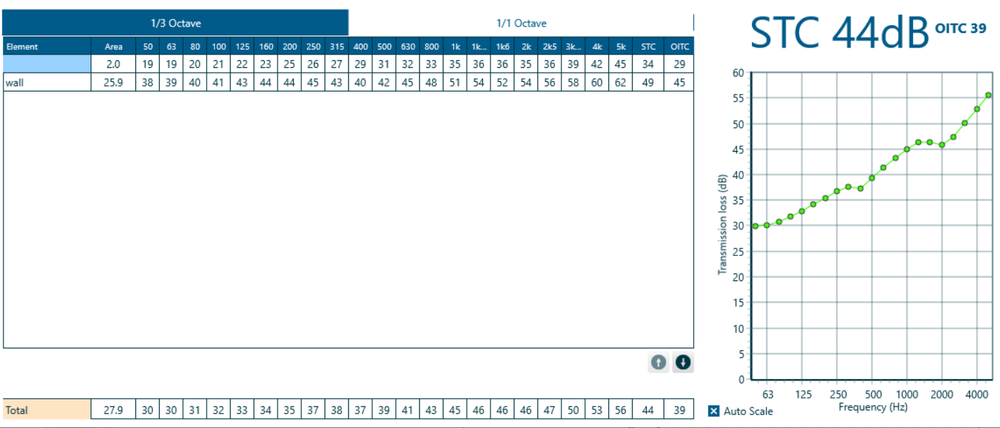 1/3 Octave 1/1 Octave
STC 44dB OITC 39
Element Area 50 63 80 100 125 160 200 250 315 400 500 630 800 1k 1k... 1k6 2k 2k5 3k... 4k 5k STC OITC
2.0 19 19 20 21 22 23 25 26 27 29 31 32 33 35 36 36 35 36 39 42 45 34 29
wall 25.9 38 39 40 41 43 44 44 45 43 40 42 45 48 51 54 52 54 56 58 60 62 49 45
Total 27.9 30 30 31 32 33 34 35 37 38 37 39 41 43 45 46 46 46 47 50 53 56 44 39
Transmission loss (dB)
60
55
50
45
40
35
30
25
20
15
10
5
0
63 125 250 500 1000 2000 4000
Frequency (Hz)
Auto Scale